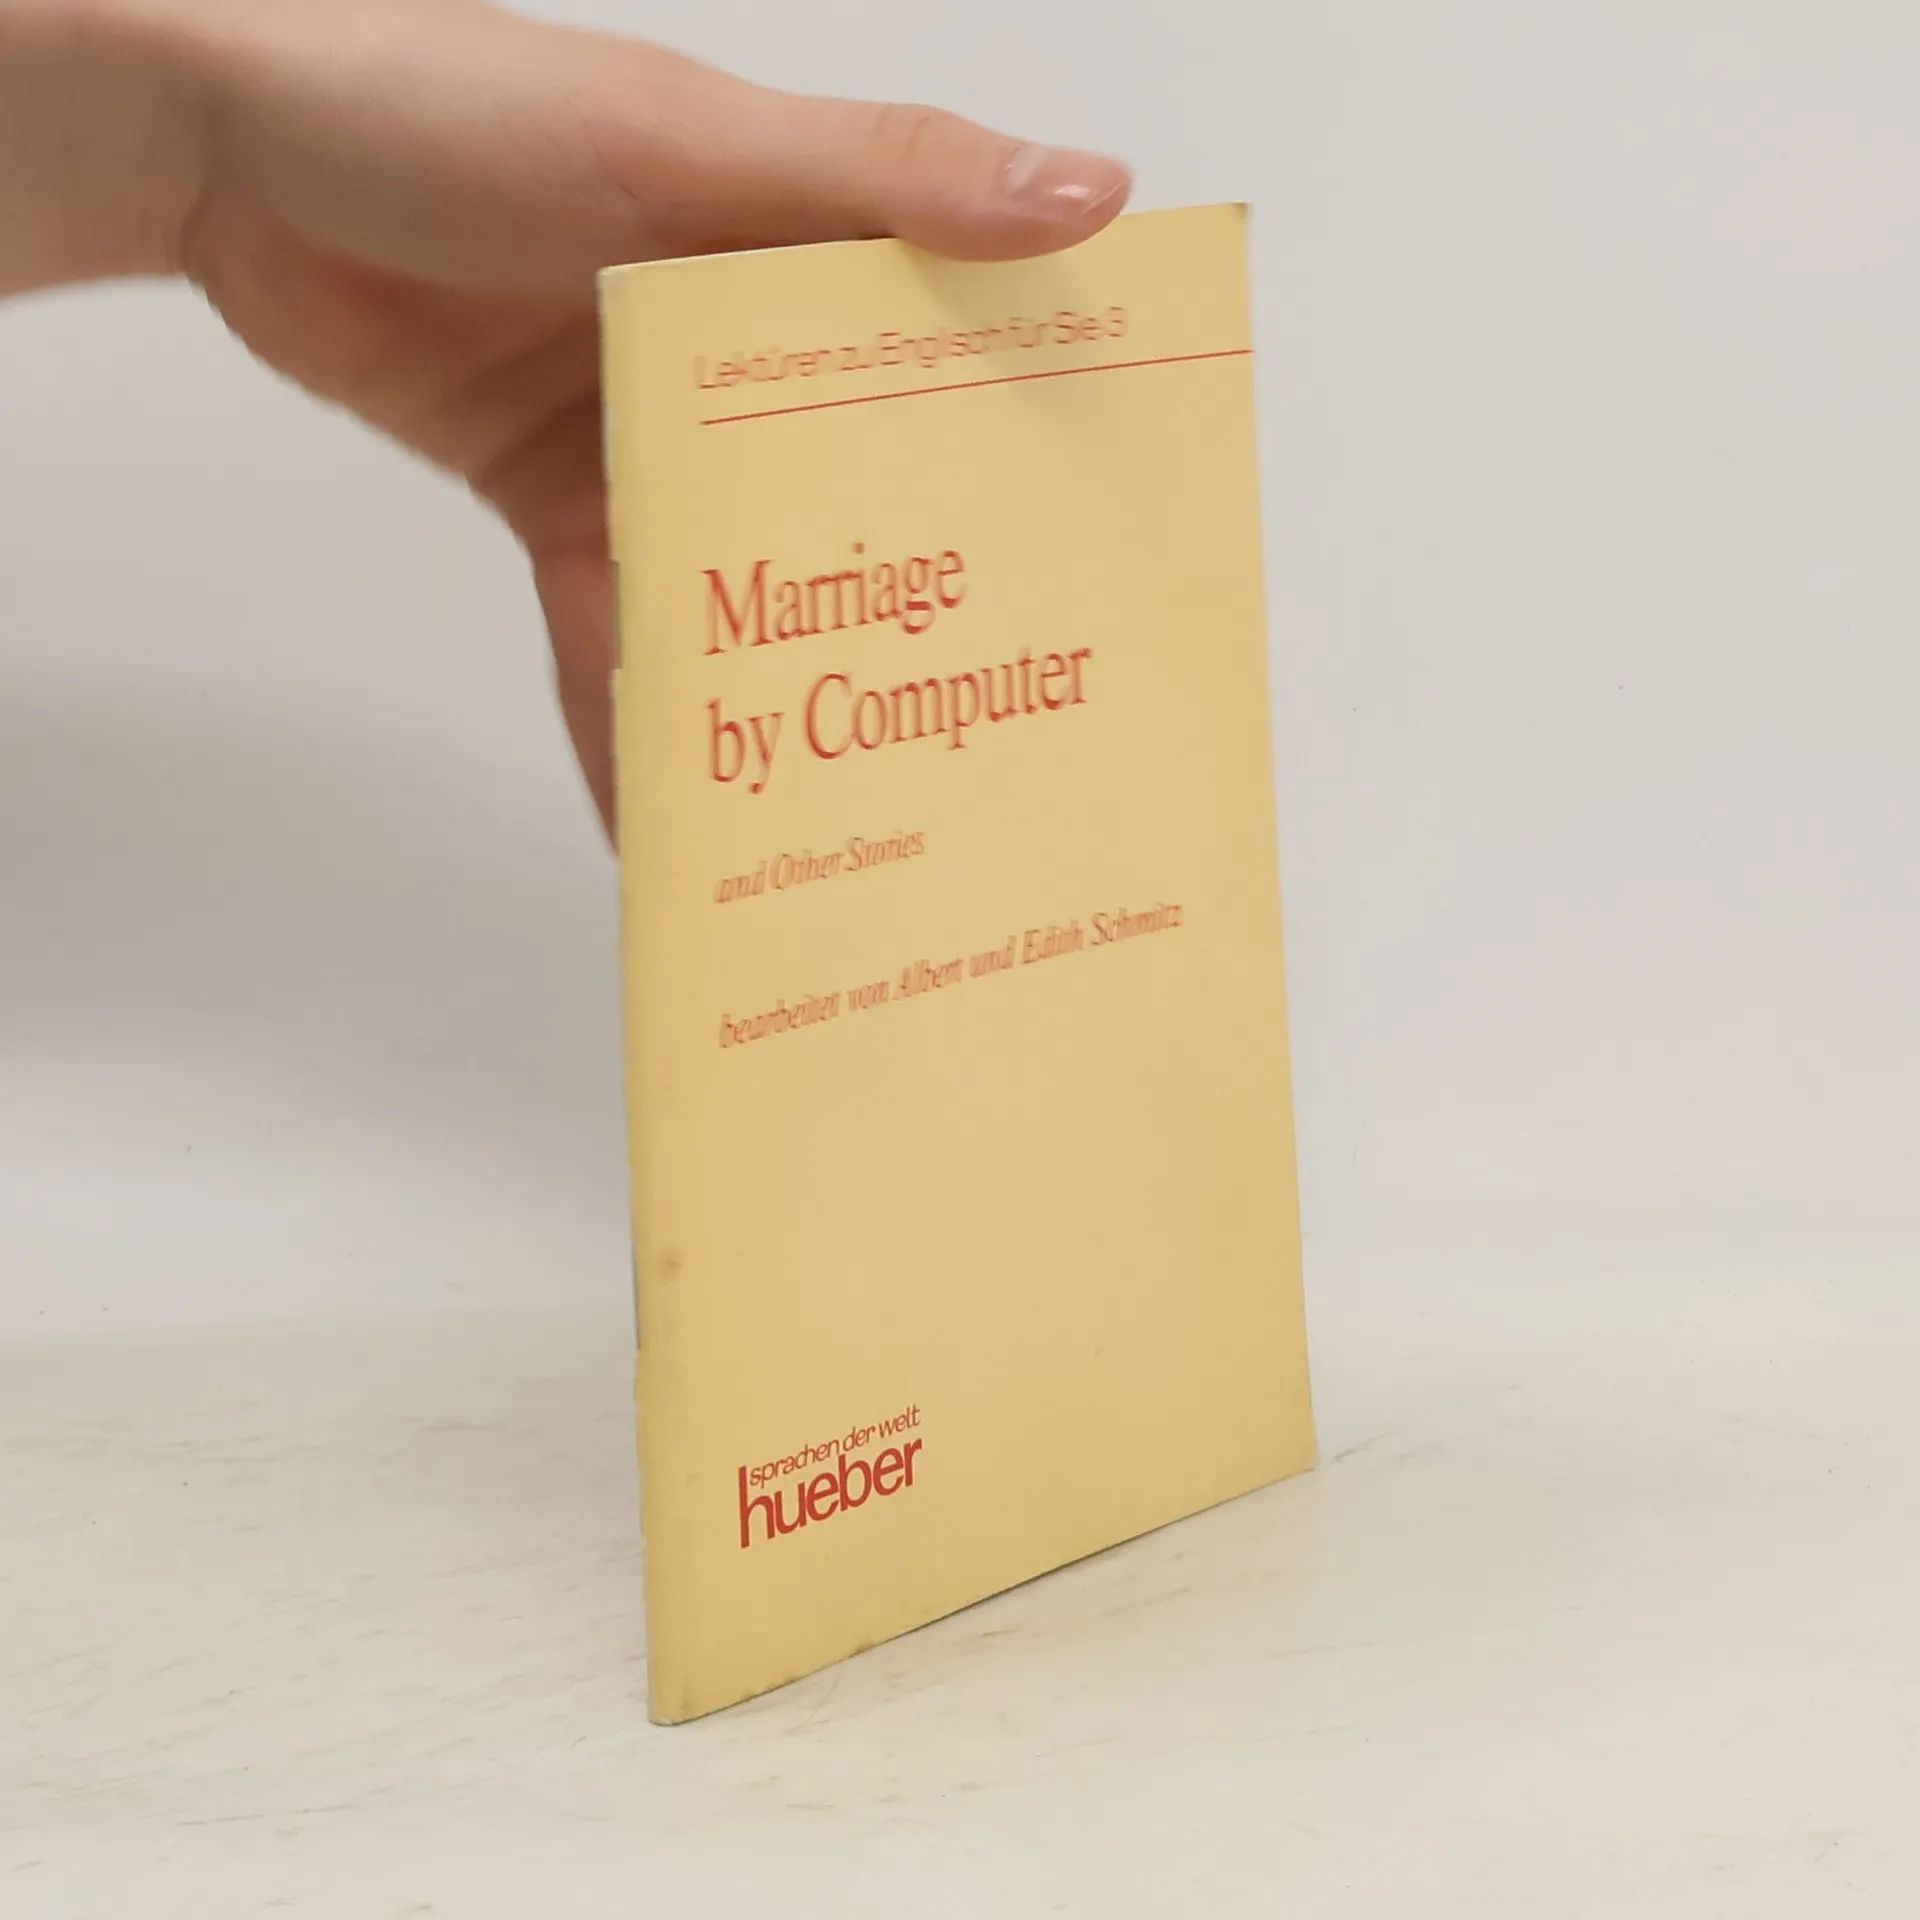 Lektüren zu Englisch für Sie 3
Marriage
by Computer
and Other Stories
bearbeitet von Albert und Edith Schmitz
sprachen der welt
hueber